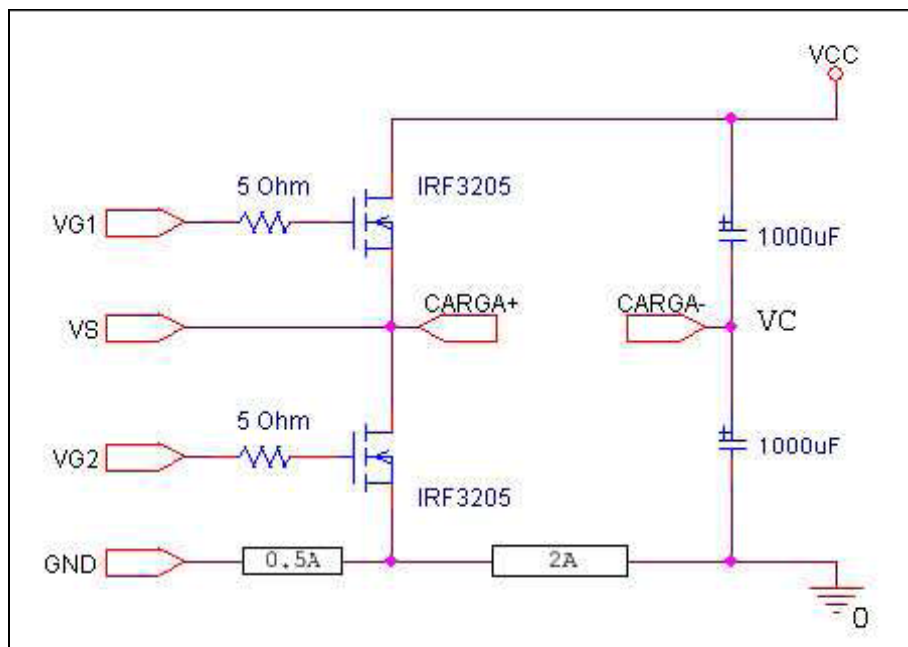 VCC
5 Ohm
IRF3205
VG1
1000uF
VS
CARGA+
CARGA-
VC
5 Ohm
VG2
1000uF
IRF3205
GND
0.5A
2A
0